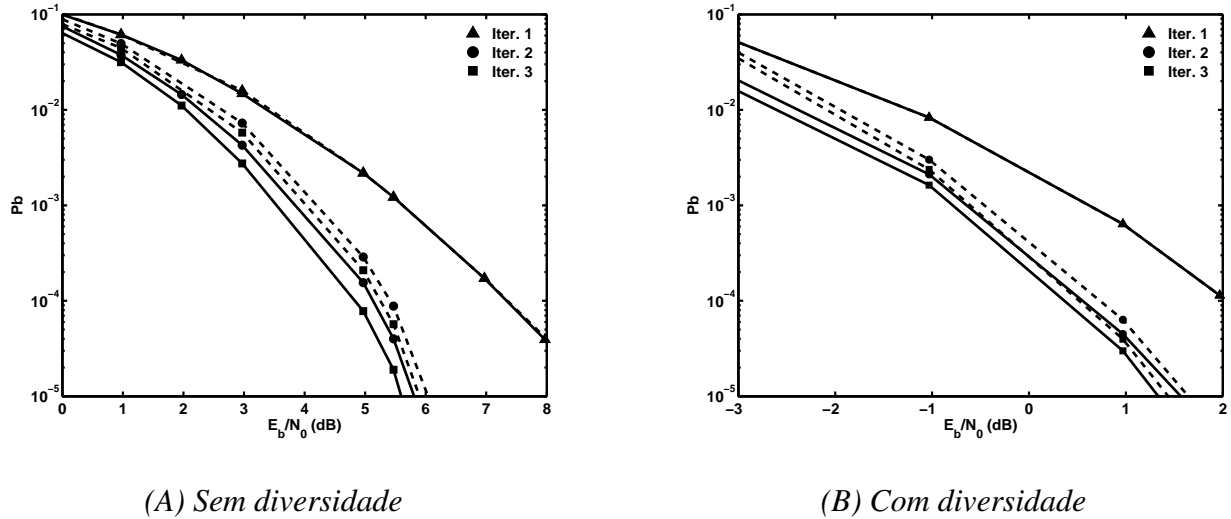 10⁻¹
10⁻²
10⁻³
10⁻⁴
10⁻⁵
Pb
0 1 2 3 4 5 6 7 8
E_b/N_0 (dB)
Iter. 1
Iter. 2
Iter. 3
(A) Sem diversidade
10⁻¹
10⁻²
10⁻³
10⁻⁴
10⁻⁵
Pb
−3 −2 −1 0 1 2
E_b/N_0 (dB)
Iter. 1
Iter. 2
Iter. 3
(B) Com diversidade